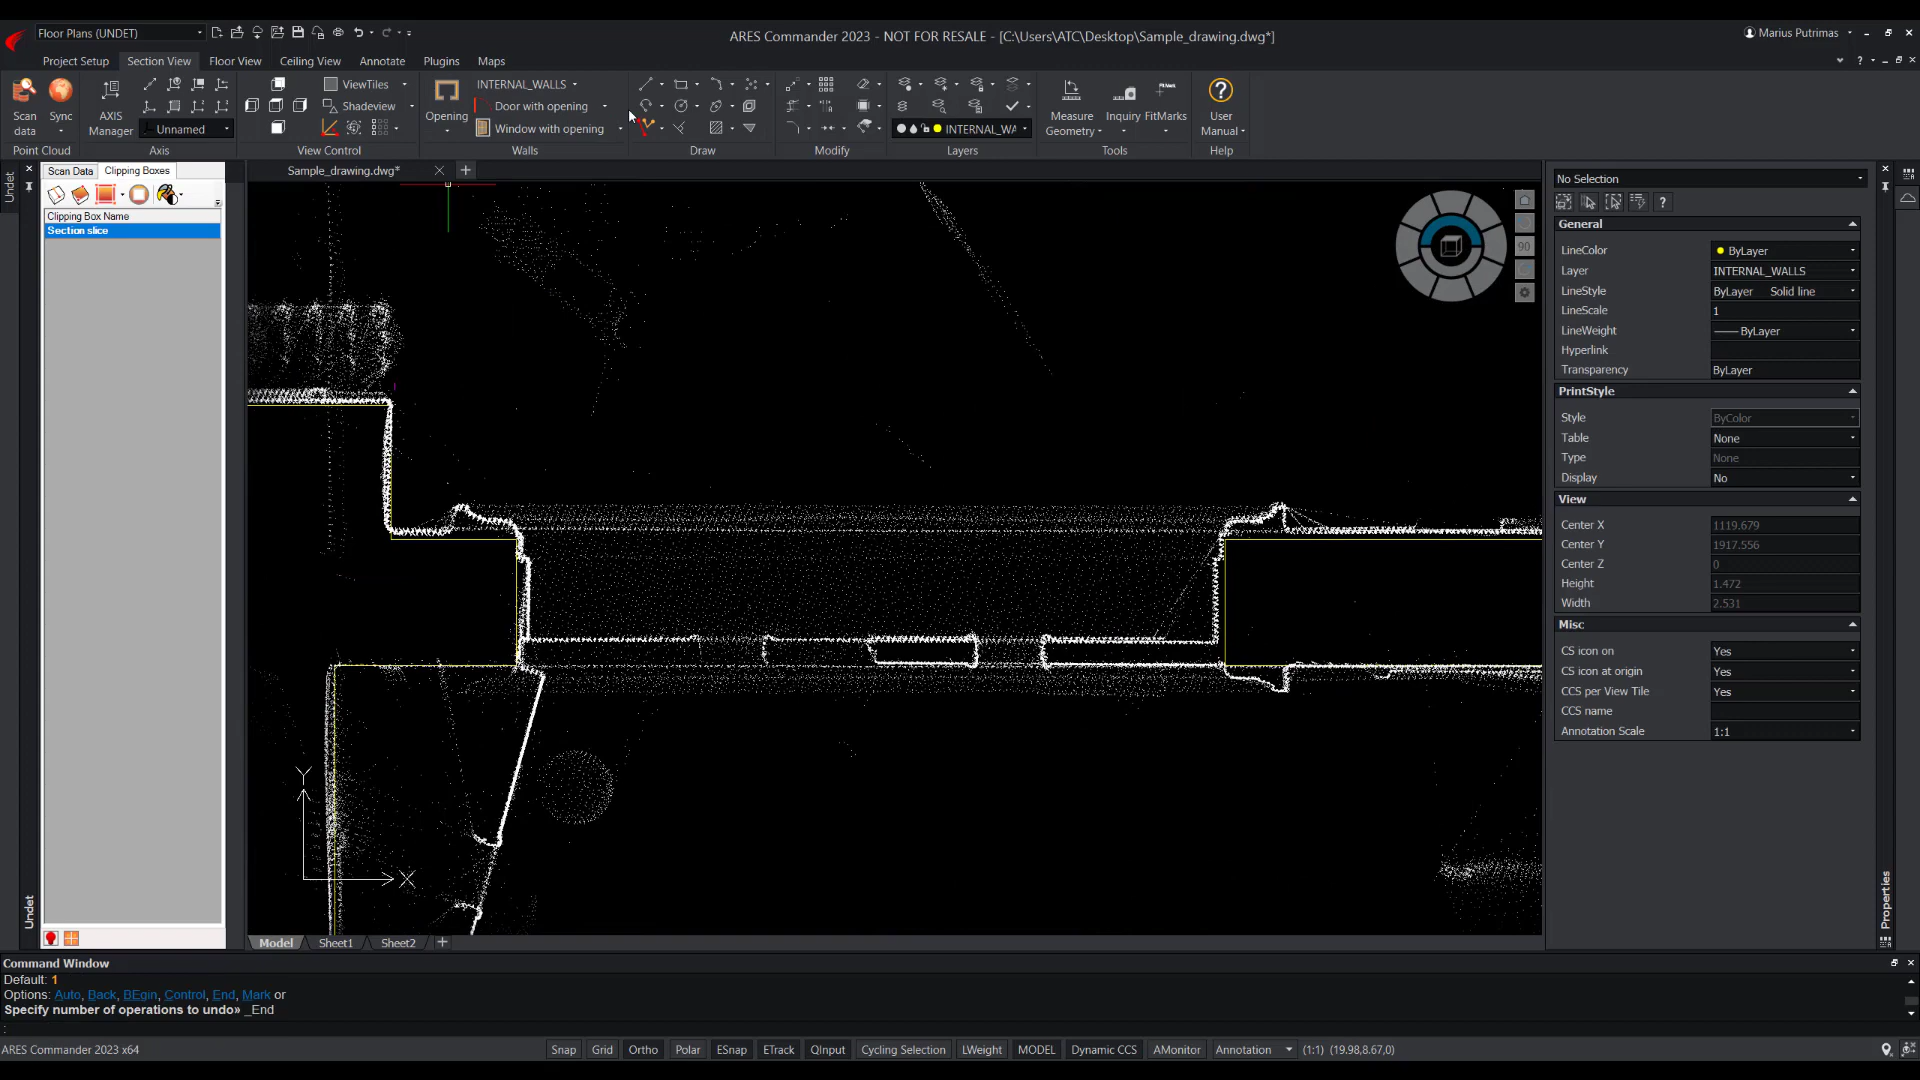 Floor Plans (UNDET)
ARES Commander 2023 - NOT FOR RESALE - [C:\Users\ATC\Desktop\Sample_drawing.dwg*]
Marius Putrimas
Project Setup
Section View
Floor View
Ceiling View
Annotate
Plugins
Maps
Scan data
Sync
Point Cloud
AXIS MANAGER
Unnamed
Axis
ViewTiles
Shadeview
View Control
Opening
INTERNAL_WALLS
Door with opening
Window with opening
Walls
Draw
Modify
INTERNAL_WA
Layers
Measure Geometry
Inquiry
FitMarks
Tools
User Manual
Help
Undet
Scan Data
Clipping Boxes
Clipping Box Name
Section slice
Undet
Sample_drawing.dwg*
90
Y
X
Model
Sheet1
Sheet2
No Selection
General
LineColor ByLayer
Layer INTERNAL_WALLS
LineStyle ByLayer Solid line
LineScale 1
LineWeight ByLayer
Hyperlink
Transparency ByLayer
PrintStyle
Style ByColor
Table None
Type None
Display No
View
Center X 1119.679
Center Y 1917.556
Center Z 0
Height 1.472
Width 2.531
Misc
CS icon on Yes
CS icon at origin Yes
CCS per View Tile Yes
CCS name
Annotation Scale 1:1
Properties
Command Window
Default: 1
Options: Auto, Back, BEgin, Control, End, Mark or
Specify number of operations to undo» _End
:
ARES Commander 2023 x64
Snap Grid Ortho Polar ESnap ETrack QInput Cycling Selection LWeight MODEL Dynamic CCS AMonitor Annotation (1:1) (19.98,8.67,0)